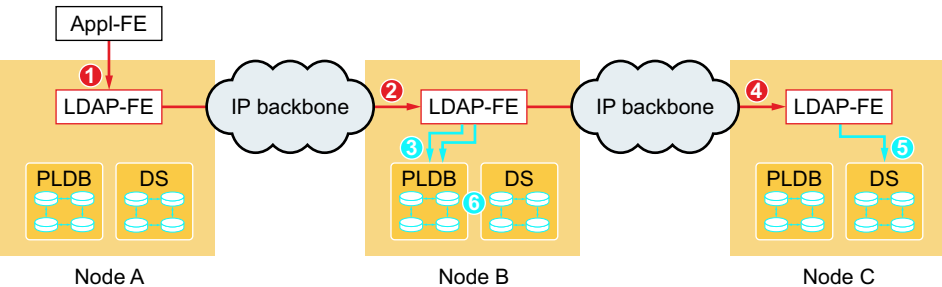 Appl-FE
1
LDAP-FE
IP backbone
2
LDAP-FE
IP backbone
4
LDAP-FE
3
5
PLDB
DS
PLDB
6
DS
PLDB
DS
Node A
Node B
Node C